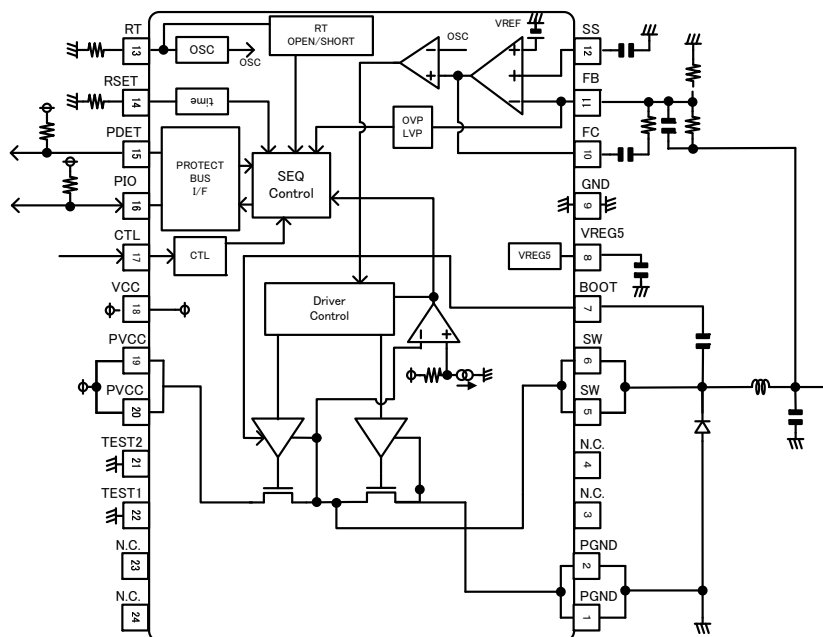 RT
13
OSC
OSC
RT
OPEN/SHORT
OSC
VREF
SS
12
RSET
14
time
FB
11
PDET
15
PROTECT
BUS
I/F
SEQ
Control
OVP
LVP
FC
10
PIO
16
GND
9
CTL
17
CTL
VREG5
VREG5
8
VCC
18
Driver
Control
BOOT
7
PVCC
19
SW
6
PVCC
20
SW
5
TEST2
21
N.C.
4
TEST1
22
N.C.
3
N.C.
23
PGND
2
N.C.
24
PGND
1